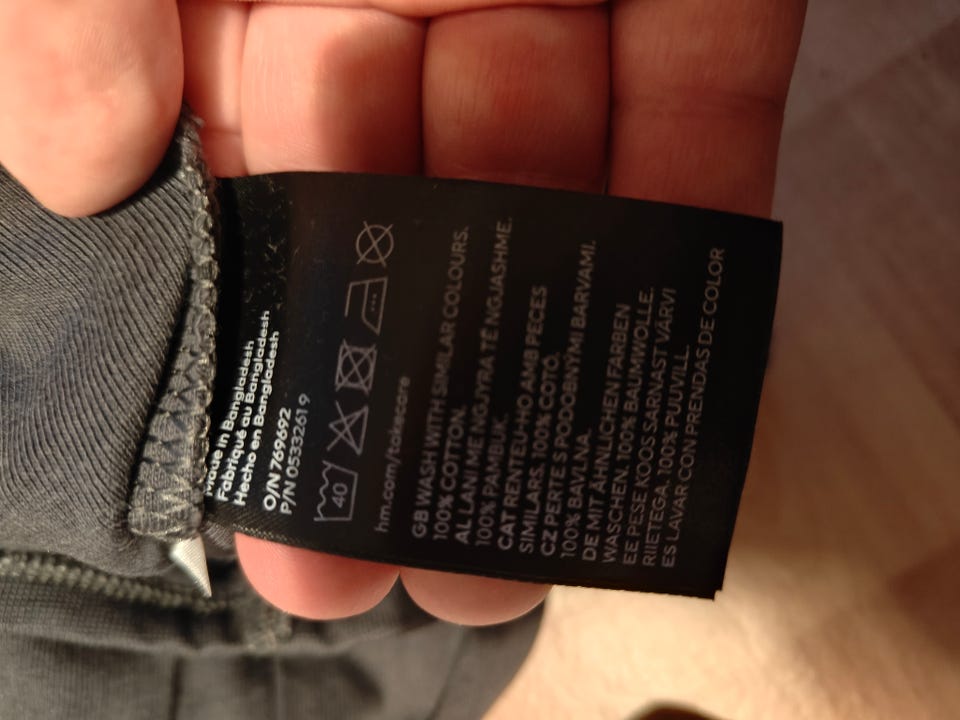 Made in Bangladesh
Fabriqué au Bangladesh
Hecho en Bangladesh
O/N 769692
P/N 05332619
40
hm.com/takecare
GB WASH WITH SIMILAR COLOURS.
100% COTTON.
AL LANI ME NGJYRA TË NGJASHME.
100% PAMBUK.
CAT RENTEU-HO AMB PECES
SIMILARS. 100% COTÓ.
CZ PERTE S PODOBNÝMI BARVAMI.
100% BAVLNA.
DE MIT ÄHNLICHEN FARBEN
WASCHEN. 100% BAUMWOLLE.
EE PESE KOOS SARNAST VÄRVI
RIIETEGA. 100% PUUVILL.
ES LAVAR CON PRENDAS DE COLOR